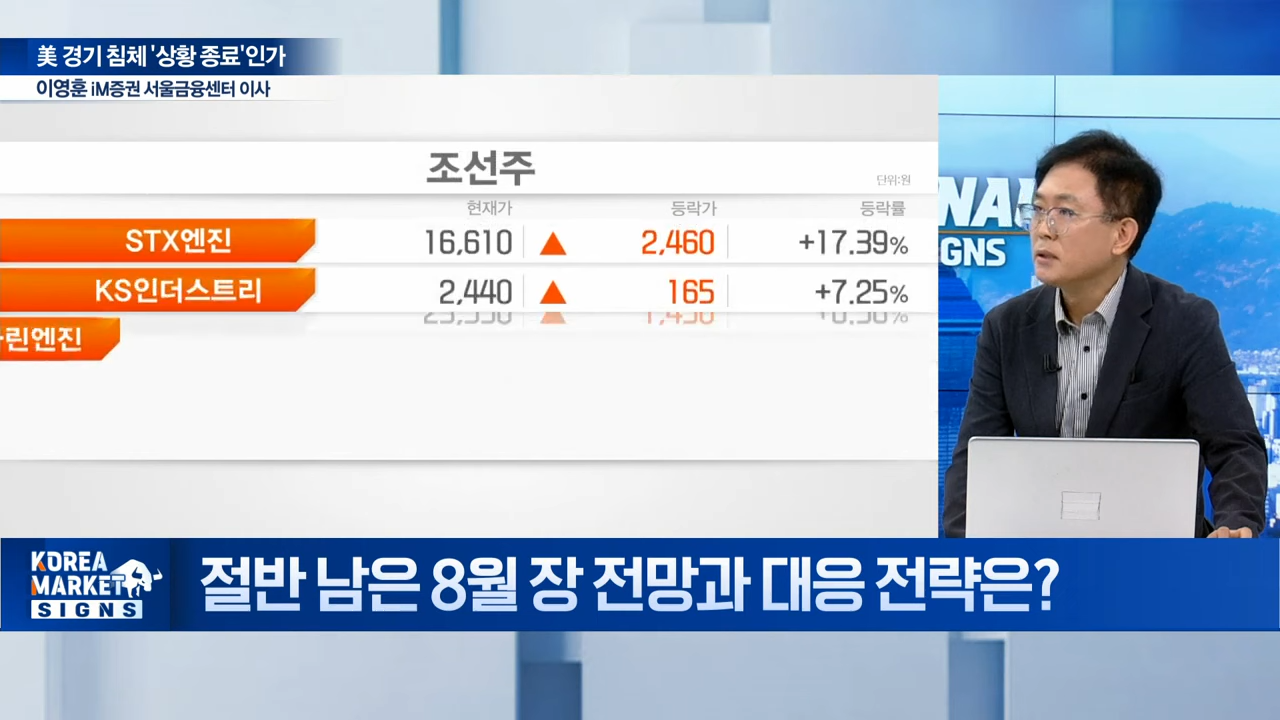 美 경기 침체 '상황 종료'인가
이영훈 iM증권 서울금융센터 이사
조선주
단위:원
현재가 등락가 등락률
STX엔진 16,610 ▲ 2,460 +17.39%
KS인더스트리 2,440 ▲ 165 +7.25%
린엔진
GNS
KOREA
MARKET
SIGNS
절반 남은 8월 장 전망과 대응 전략은?